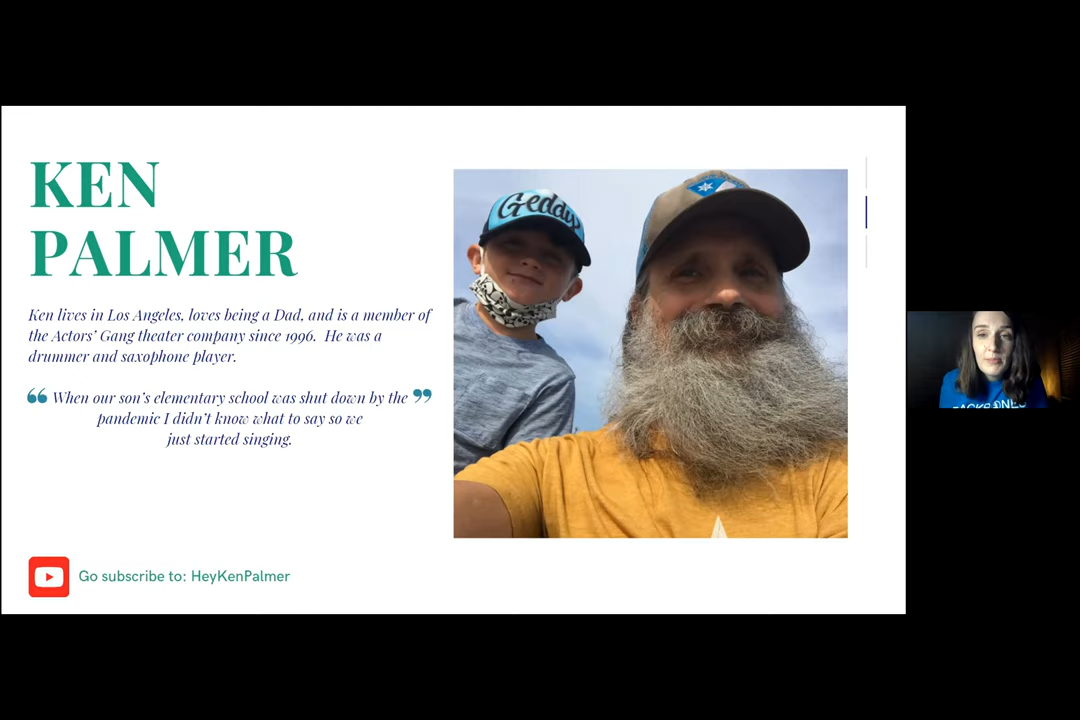 KEN
PALMER
Ken lives in Los Angeles, loves being a Dad, and is a member of
the Actors' Gang theater company since 1996. He was a
drummer and saxophone player.
“ When our son's elementary school was shut down by the ”
pandemic I didn't know what to say so we
just started singing.
Go subscribe to: HeyKenPalmer
Geddy